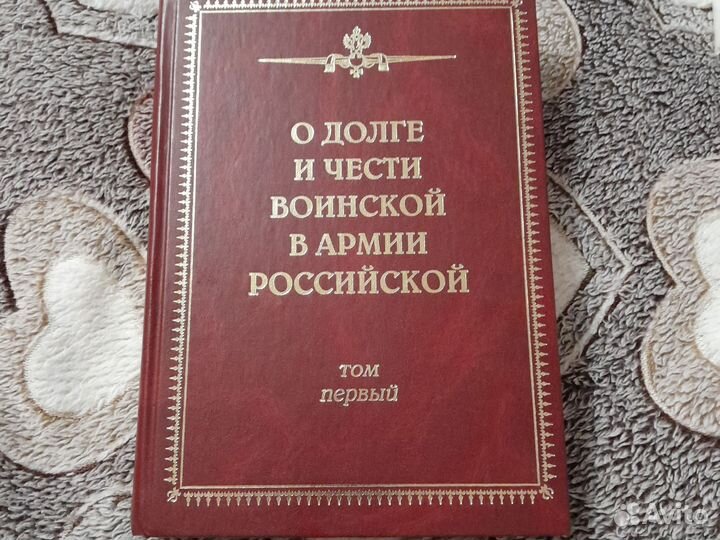 О ДОЛГЕ
И ЧЕСТИ
ВОИНСКОЙ
В АРМИИ
РОССИЙСКОЙ
том
первый
Avito